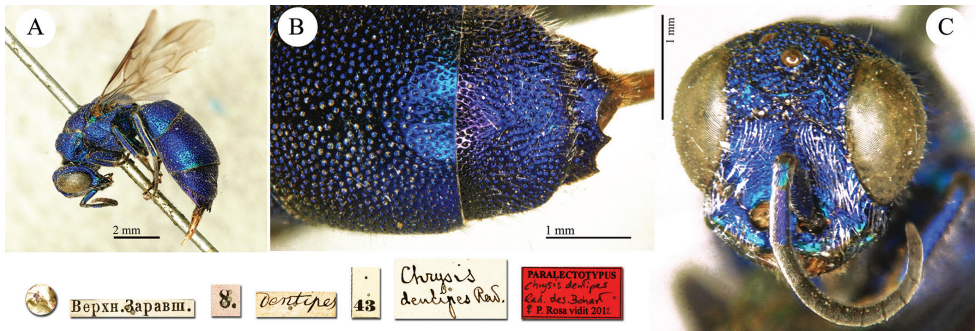 A
B
C
2 mm
1 mm
1 mm
Верхн. Заравш.
8.
Dentipes
43
Chrysis
dentipes Rad.
PARALECTOTYPUS
Chrysis dentipes
Rad. des. Bohart
♀ P. Rosa vidit 2012